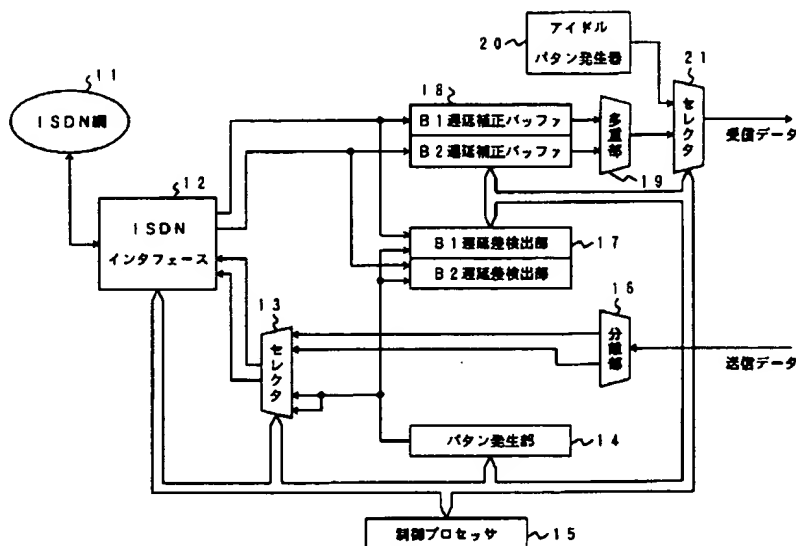 アイドル
パタン発生器
20
21
セレクタ
受信データ
11
ISDN網
18
B1遅延補正バッファ
B2遅延補正バッファ
多重部
19
12
ISDN
インタフェース
B1遅延差検出部
B2遅延差検出部
17
16
分離部
送信データ
13
セレクタ
パタン発生部
14
制御プロセッサ
15